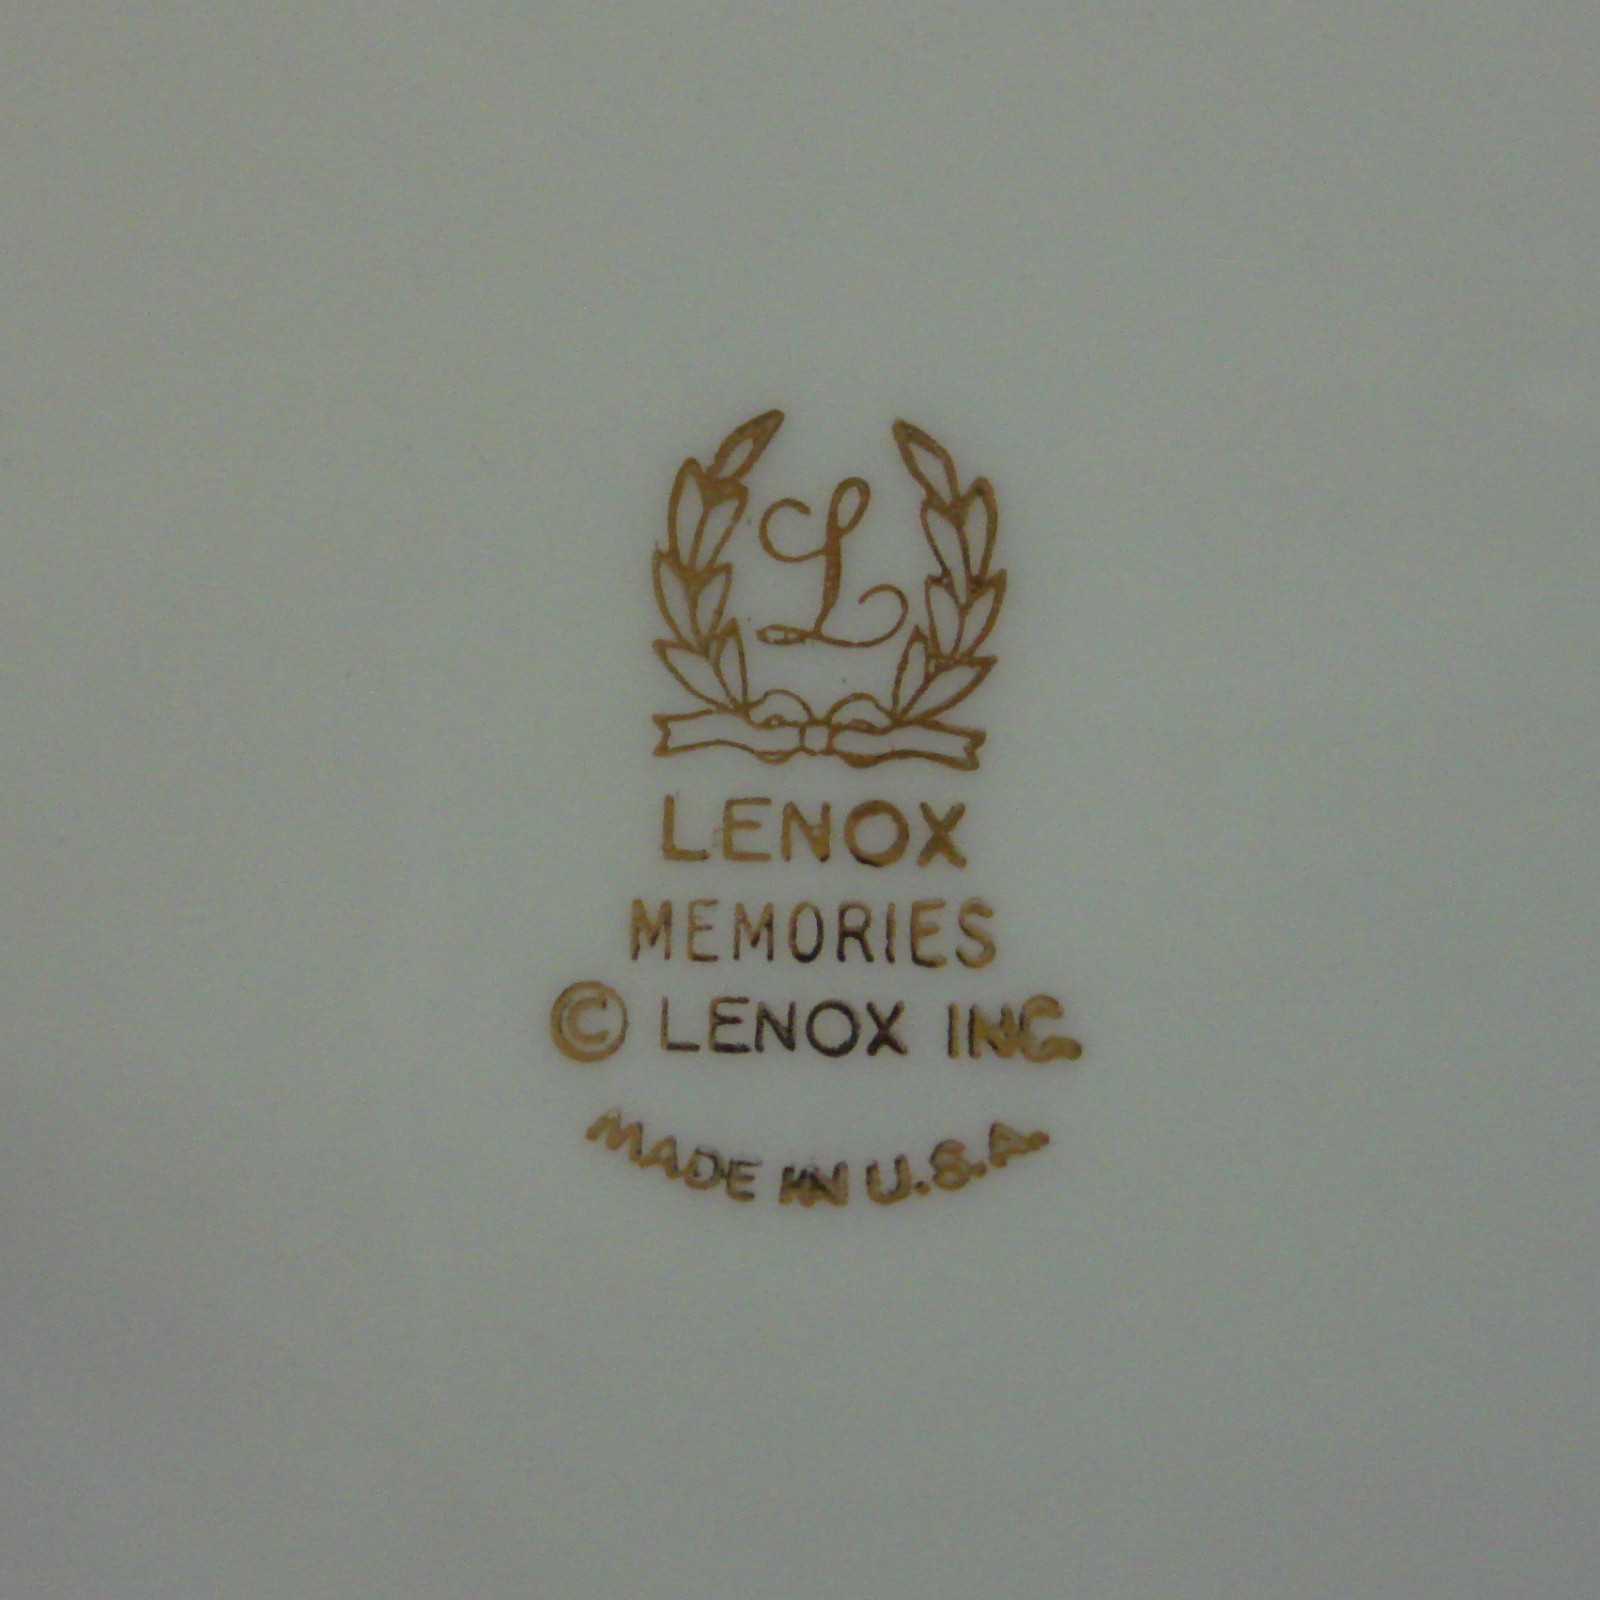 L
LENOX
MEMORIES
© LENOX INC.
MADE IN U.S.A.